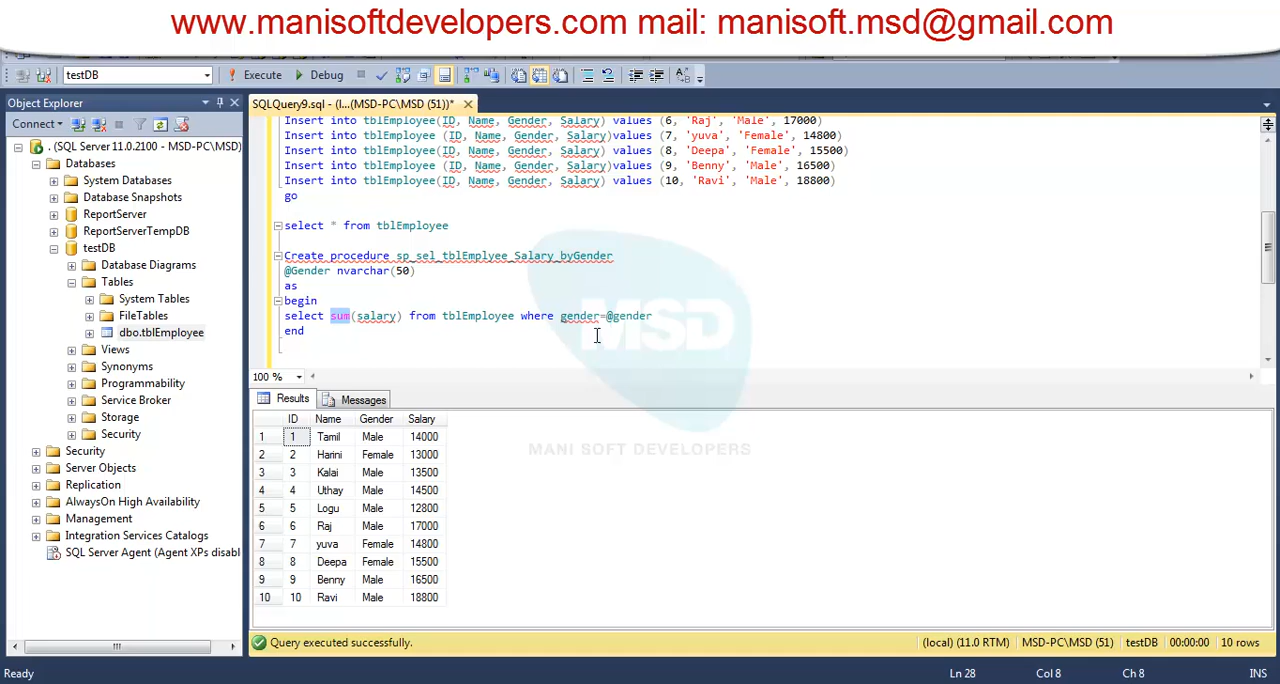 www.manisoftdevelopers.com mail: manisoft.msd@gmail.com
testDB Execute Debug
Object Explorer
SQLQuery9.sql - (l...(MSD-PC\MSD (51))*
Connect
. (SQL Server 11.0.2100 - MSD-PC\MSD)
Databases
System Databases
Database Snapshots
ReportServer
ReportServerTempDB
testDB
Database Diagrams
Tables
System Tables
FileTables
dbo.tblEmployee
Views
Synonyms
Programmability
Service Broker
Storage
Security
Security
Server Objects
Replication
AlwaysOn High Availability
Management
Integration Services Catalogs
SQL Server Agent (Agent XPs disabl
Insert into tblEmployee(ID, Name, Gender, Salary) values (6, 'Raj', 'Male', 17000)
Insert into tblEmployee(ID, Name, Gender, Salary)values (7, 'yuva', 'Female', 14800)
Insert into tblEmployee(ID, Name, Gender, Salary) values (8, 'Deepa', 'Female', 15500)
Insert into tblEmployee (ID, Name, Gender, Salary)values (9, 'Benny', 'Male', 16500)
Insert into tblEmployee(ID, Name, Gender, Salary) values (10, 'Ravi', 'Male', 18800)
go
select * from tblEmployee
Create procedure sp_sel_tblEmplyee_Salary_byGender
@Gender nvarchar(50)
as
begin
select sum(salary) from tblEmployee where gender=@gender
end
MSD
MANI SOFT DEVELOPERS
100 %
Results Messages
ID Name Gender Salary
1 1 Tamil Male 14000
2 2 Harini Female 13000
3 3 Kalai Male 13500
4 4 Uthay Male 14500
5 5 Logu Male 12800
6 6 Raj Male 17000
7 7 yuva Female 14800
8 8 Deepa Female 15500
9 9 Benny Male 16500
10 10 Ravi Male 18800
Query executed successfully. (local) (11.0 RTM) MSD-PC\MSD (51) testDB 00:00:00 10 rows
Ready Ln 28 Col 8 Ch 8 INS